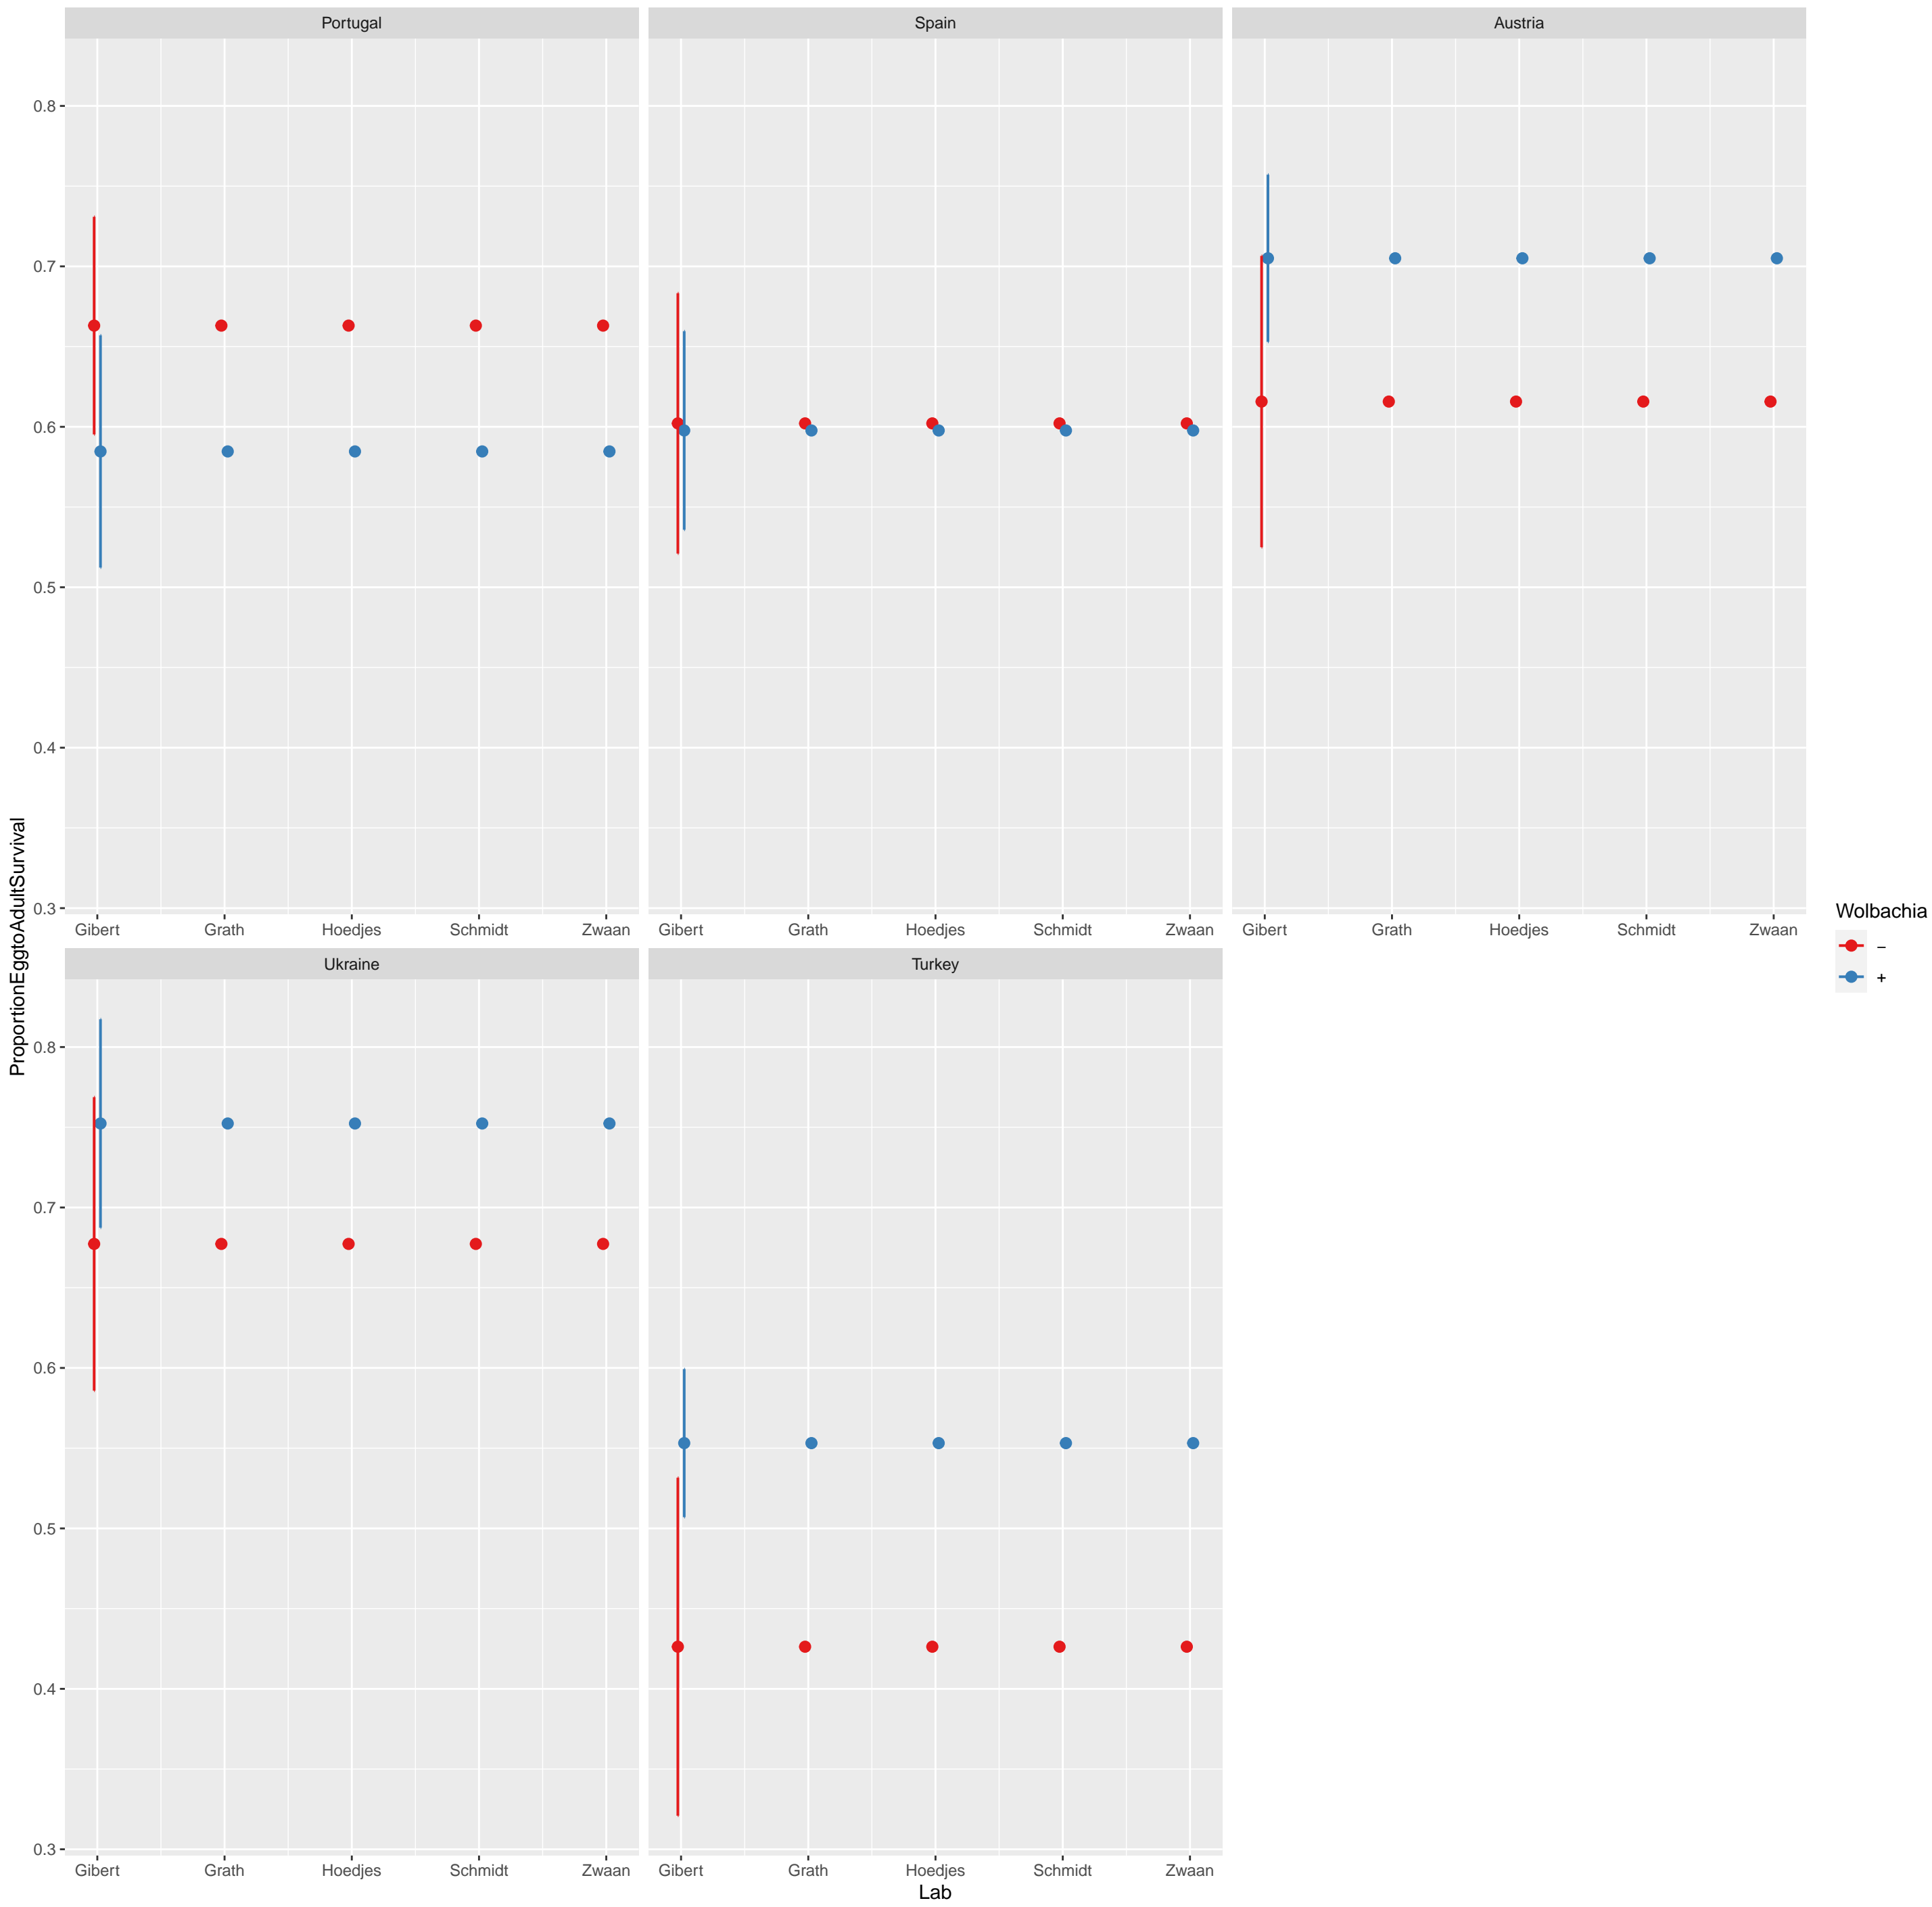 Portugal Spain Austria
0.8
0.7
0.6
0.5
0.4
0.3
Gibert Grath Hoedjes Schmidt Zwaan Gibert Grath Hoedjes Schmidt Zwaan Gibert Grath Hoedjes Schmidt Zwaan
ProportionEggtoAdultSurvival
Ukraine Turkey
0.8
0.7
0.6
0.5
0.4
0.3
Gibert Grath Hoedjes Schmidt Zwaan Gibert Grath Hoedjes Schmidt Zwaan
Lab
Wolbachia
−
+